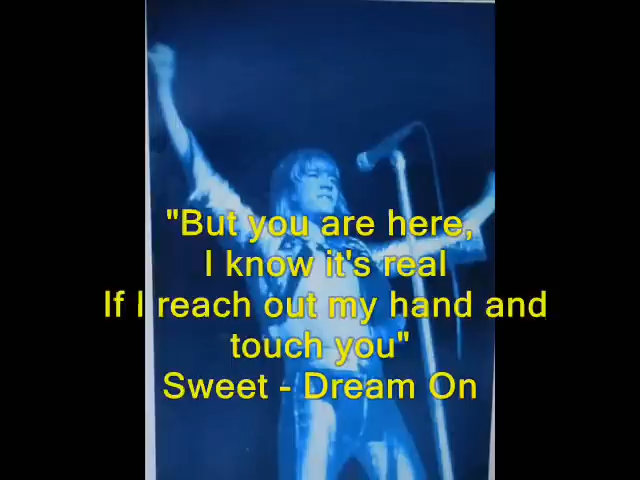 "But you are here,
I know it's real
If I reach out my hand and
touch you"
Sweet - Dream On